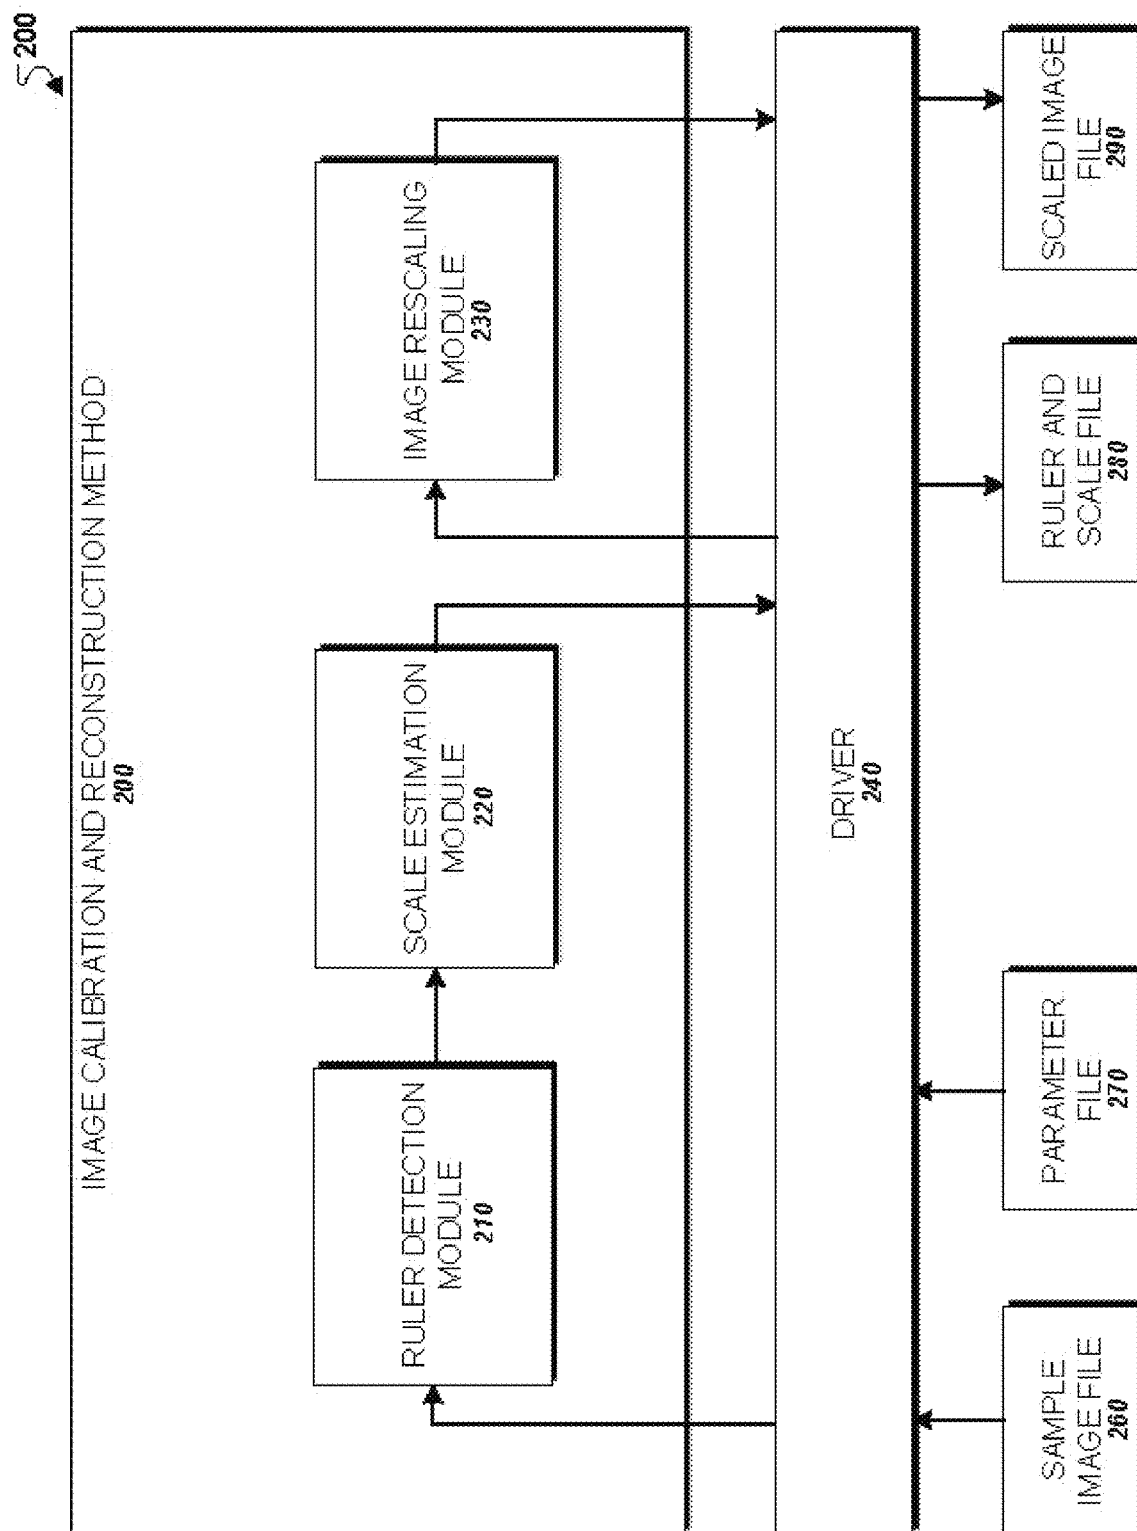 200
IMAGE CALIBRATION AND RECONSTRUCTION METHOD
200
RULER DETECTION
MODULE
210
SCALE ESTIMATION
MODULE
220
IMAGE RESCALING
MODULE
230
DRIVER
240
SAMPLE
IMAGE FILE
260
PARAMETER
FILE
270
RULER AND
SCALE FILE
280
SCALED IMAGE
FILE
290